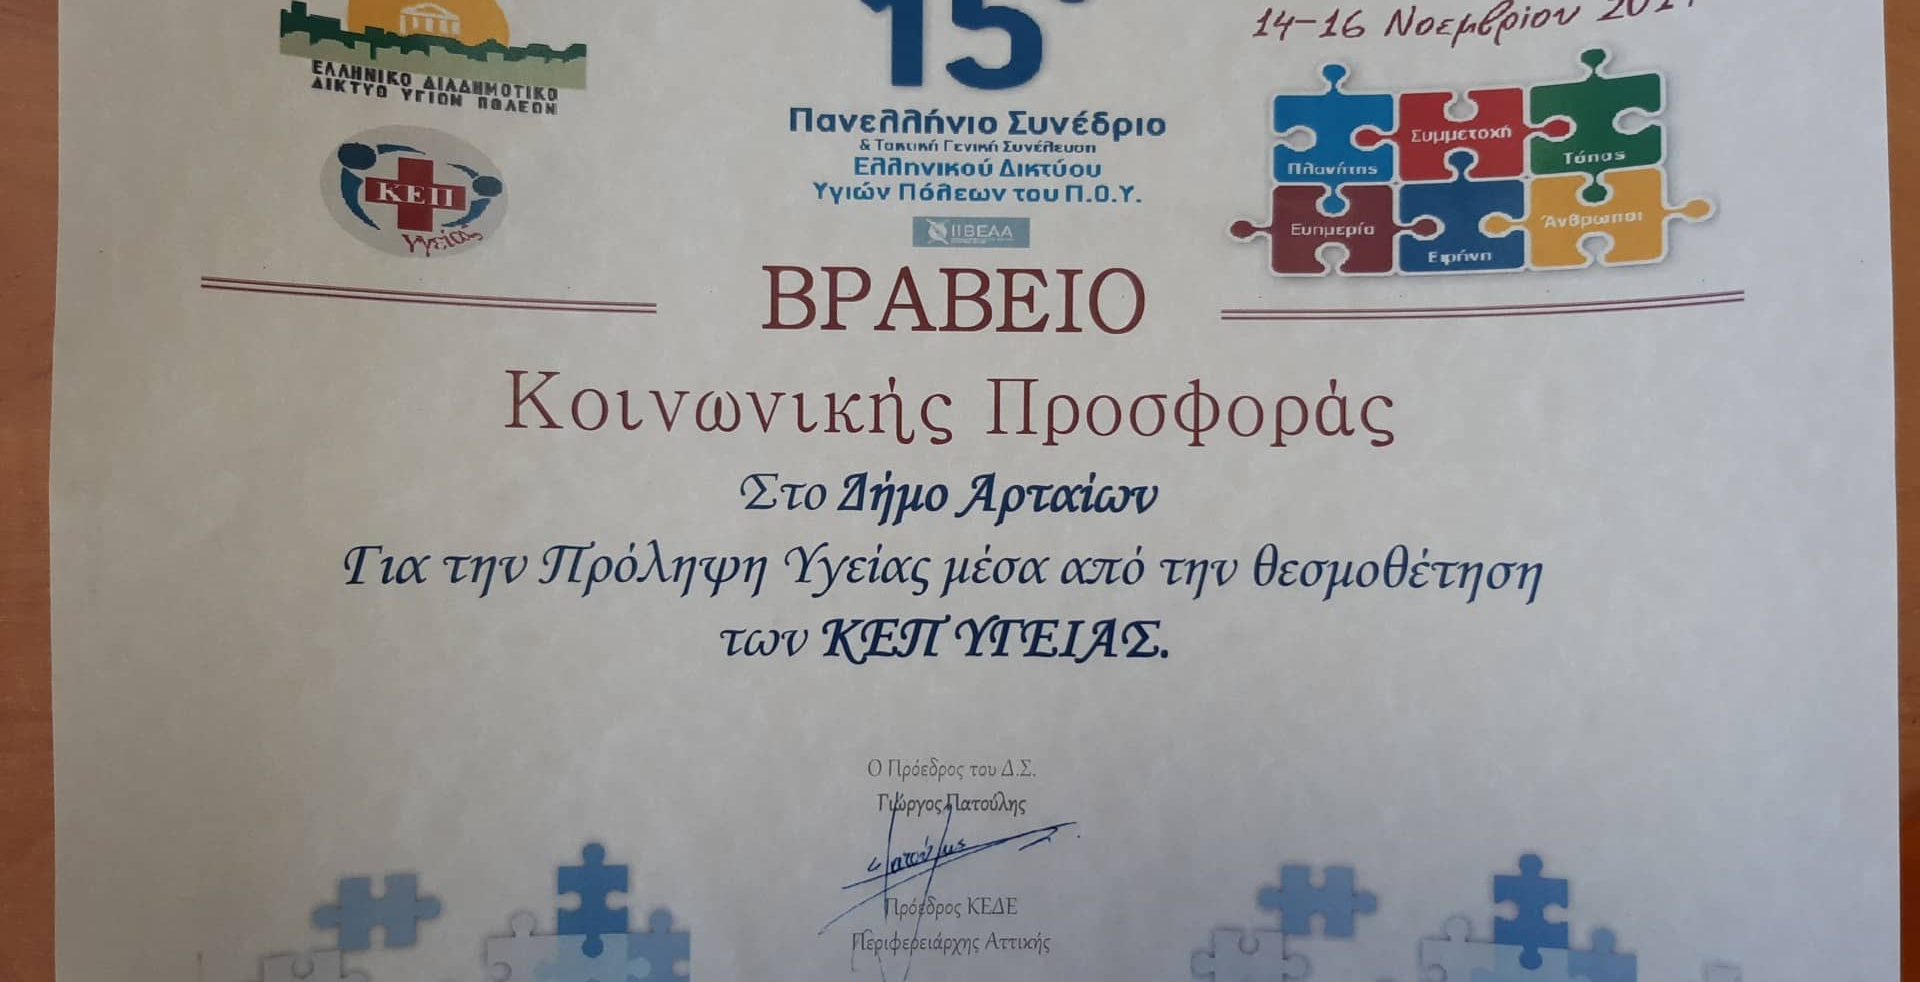 ΕΛΛΗΝΙΚΟ ΔΙΑΔΗΜΟΤΙΚΟ
ΔΙΚΤΥΟ ΥΓΙΩΝ ΠΟΛΕΩΝ
ΚΕΠ
Υγείας
15
Πανελλήνιο Συνέδριο
& Τακτική Γενική Συνέλευση
Ελληνικού Δικτύου
Υγιών Πόλεων του Π.Ο.Υ.
14-16 Νοεμβρίου
Πλανήτης
Συμμετοχή
Τόπος
Ευημερία
Ειρήνη
Άνθρωποι
ΒΡΑΒΕΙΟ
Κοινωνικής Προσφοράς
Στο Δήμο Αρταίων
Για την Πρόληψη Υγείας μέσα από την θεσμοθέτηση
των ΚΕΠ ΥΓΕΙΑΣ.
Ο Πρόεδρος του Δ.Σ.
Γιώργος Πατούλης
Πρόεδρος ΚΕΔΕ
Περιφερειάρχης Αττικής